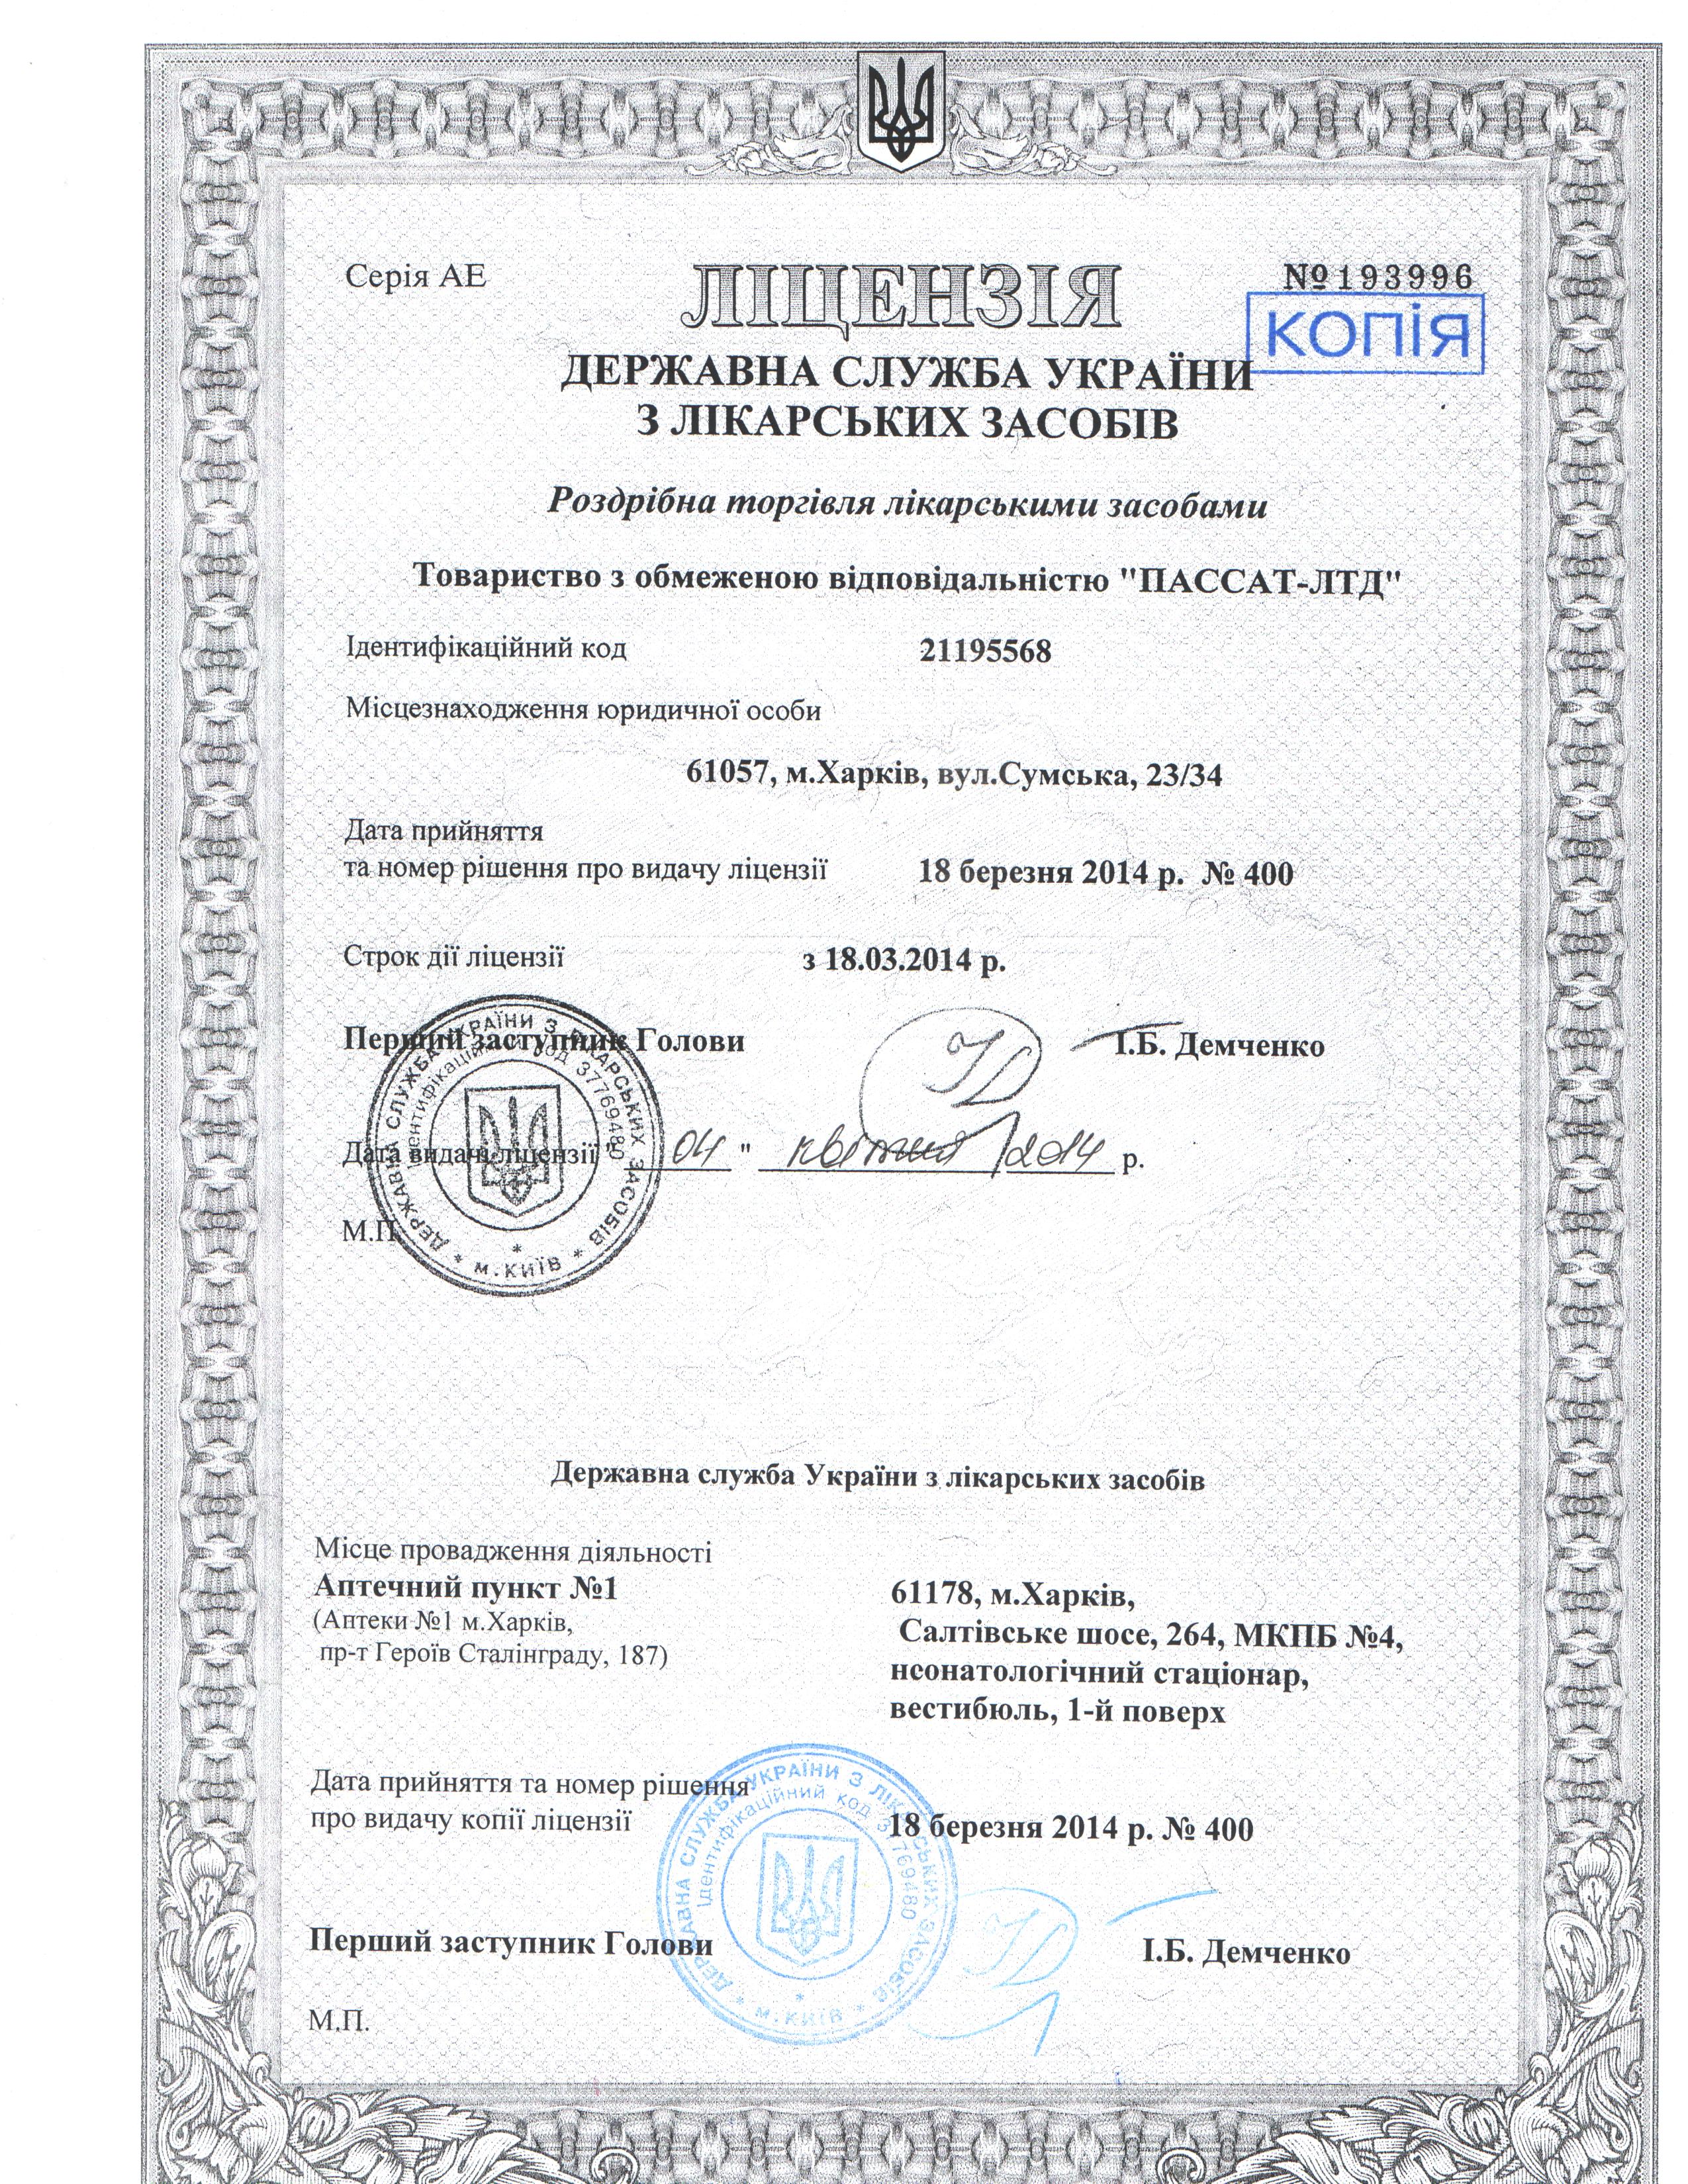 Серія АЕ
ЛІЦЕНЗІЯ
№193996
КОПІЯ
ДЕРЖАВНА СЛУЖБА УКРАЇНИ
З ЛІКАРСЬКИХ ЗАСОБІВ
Роздрібна торгівля лікарськими засобами
Товариство з обмеженою відповідальністю "ПАССАТ-ЛТД"
Ідентифікаційний код 21195568
Місцезнаходження юридичної особи
61057, м.Харків, вул.Сумська, 23/34
Дата прийняття
та номер рішення про видачу ліцензії 18 березня 2014 р. № 400
Строк дії ліцензії з 18.03.2014 р.
Перший заступник Голови І.Б. Демченко
Дата видачі ліцензії " 04 " квітня 2014 р.
М.П.
ДЕРЖАВНА СЛУЖБА УКРАЇНИ З ЛІКАРСЬКИХ ЗАСОБІВ
Ідентифікаційний код 37769480
* м.КИЇВ *
Державна служба України з лікарських засобів
Місце провадження діяльності
Аптечний пункт №1
(Аптеки №1 м.Харків,
пр-т Героїв Сталінграду, 187)
61178, м.Харків,
Салтівське шосе, 264, МКПБ №4,
неонатологічний стаціонар,
вестибюль, 1-й поверх
Дата прийняття та номер рішення
про видачу копії ліцензії 18 березня 2014 р. № 400
ДЕРЖАВНА СЛУЖБА УКРАЇНИ З ЛІКАРСЬКИХ ЗАСОБІВ
Ідентифікаційний код 37769480
* м.КИЇВ *
Перший заступник Голови І.Б. Демченко
М.П.